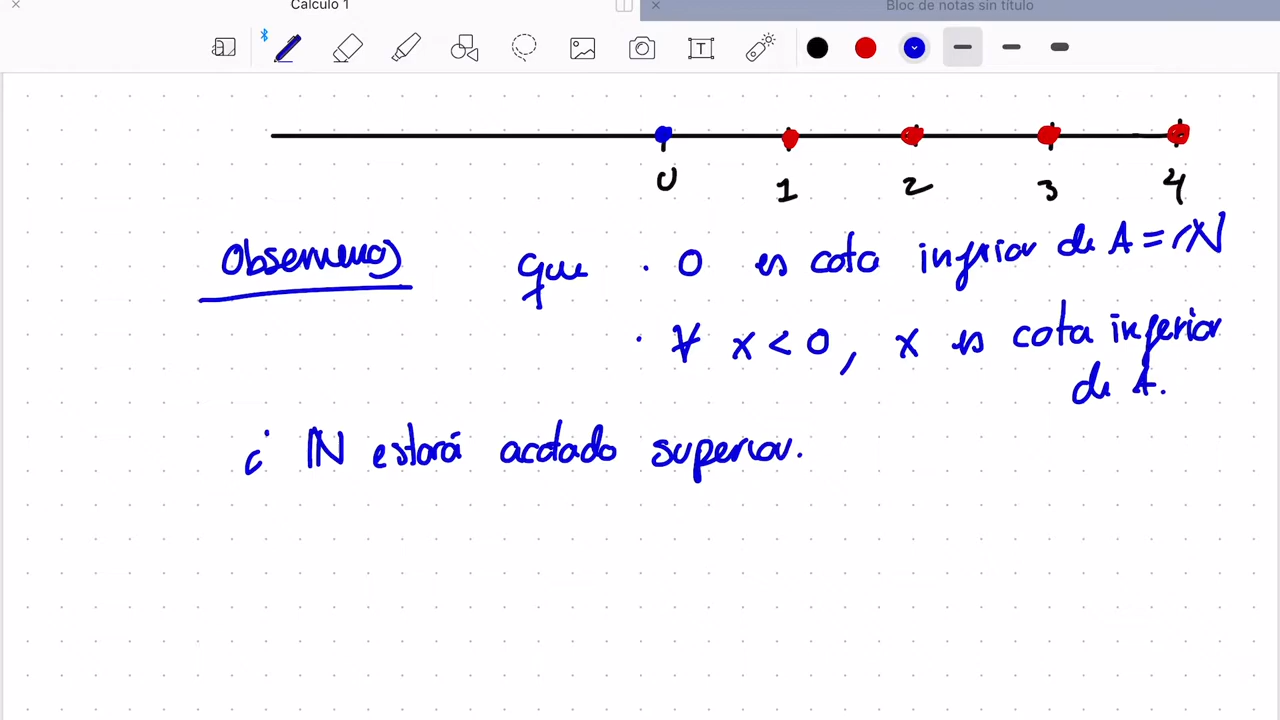 Calculo 1
Bloc de notas sin título
T
0 1 2 3 4
Observemos que · 0 es cota inferior de A = ℕ
· ∀ x < 0, x es cota inferior
de A.
¿ ℕ estará acotado superior.